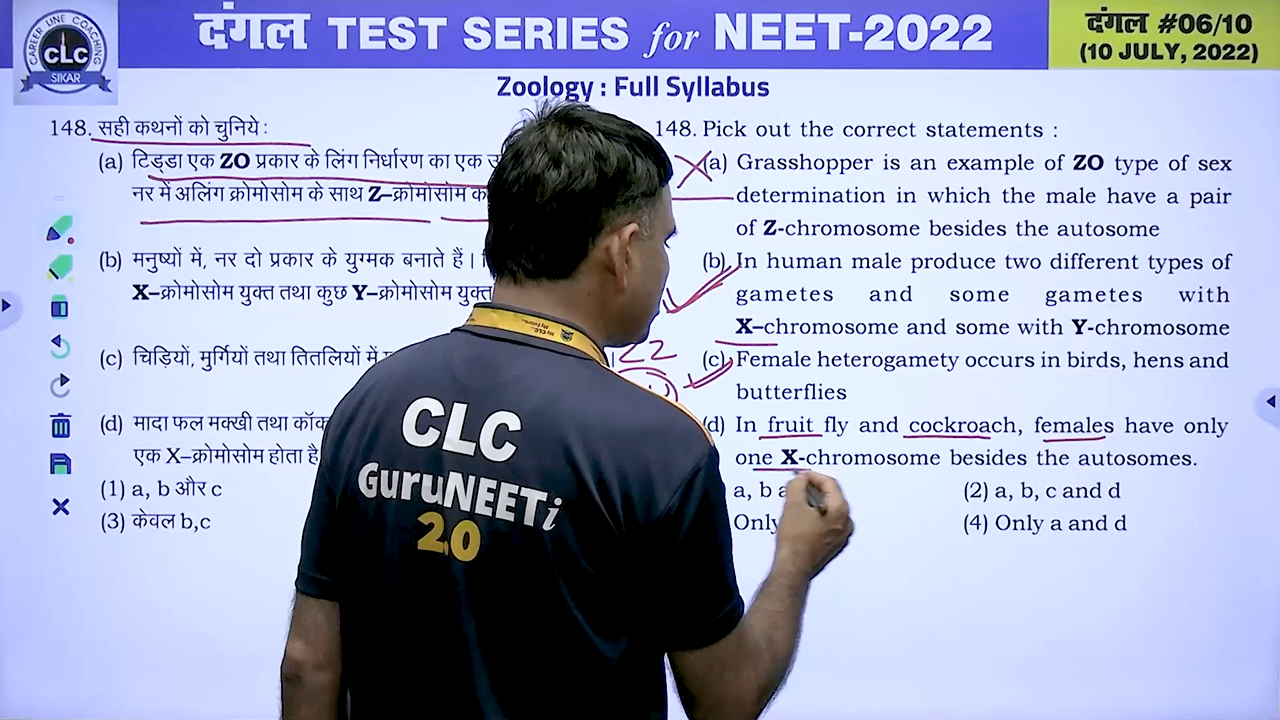 दंगल TEST SERIES for NEET-2022
दंगल #06/10
(10 JULY, 2022)
CAREER LINE COACHING
CLC
SIKAR
Zoology : Full Syllabus
148. सही कथनों को चुनिये :
(a) टिड्डा एक ZO प्रकार के लिंग निर्धारण का एक
नर में अलिंग क्रोमोसोम के साथ Z–क्रोमोसोम
(b) मनुष्यों में, नर दो प्रकार के युग्मक बनाते हैं।
X–क्रोमोसोम युक्त तथा कुछ Y–क्रोमोसोम युक्त
(c) चिड़ियों, मुर्गियों तथा तितलियों में
(d) मादा फल मक्खी तथा
एक X–क्रोमोसोम होता है
(1) a, b और c
(3) केवल b,c
148. Pick out the correct statements :
(a) Grasshopper is an example of ZO type of sex
determination in which the male have a pair
of Z-chromosome besides the autosome
(b) In human male produce two different types of
gametes and some gametes with
X–chromosome and some with Y-chromosome
22
(c) Female heterogamety occurs in birds, hens and
butterflies
(d) In fruit fly and cockroach, females have only
one X-chromosome besides the autosomes.
a, b
(2) a, b, c and d
Only
(4) Only a and d
CLC
GuruNEETi
2.0